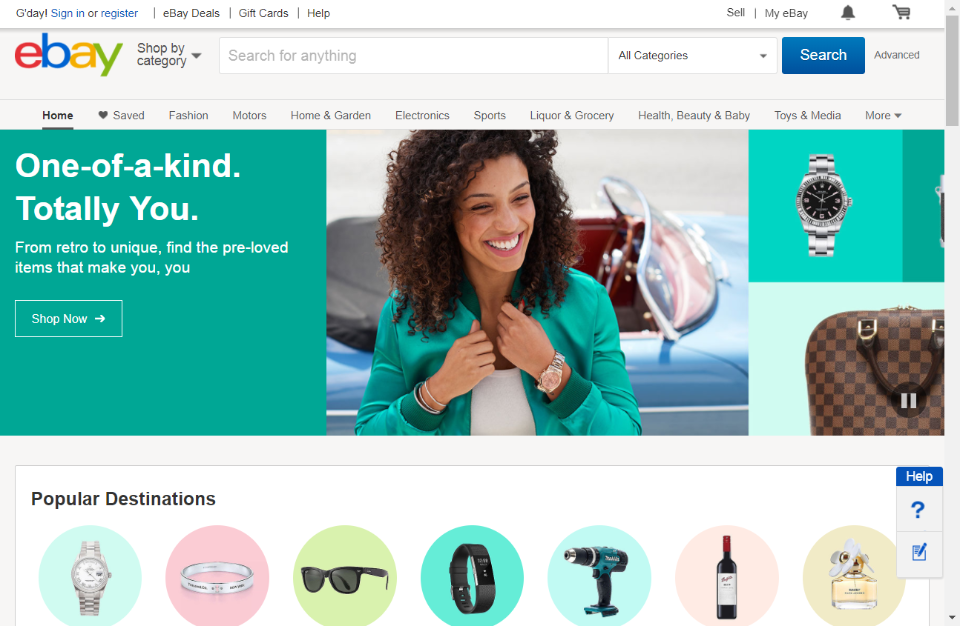 G'day! Sign in or register | eBay Deals | Gift Cards | Help
Sell | My eBay
ebay
Shop by
category
Search for anything
All Categories
Search
Advanced
Home
Saved
Fashion
Motors
Home & Garden
Electronics
Sports
Liquor & Grocery
Health, Beauty & Baby
Toys & Media
More
One-of-a-kind.
Totally You.
From retro to unique, find the pre-loved
items that make you, you
Shop Now
Help
?
Popular Destinations